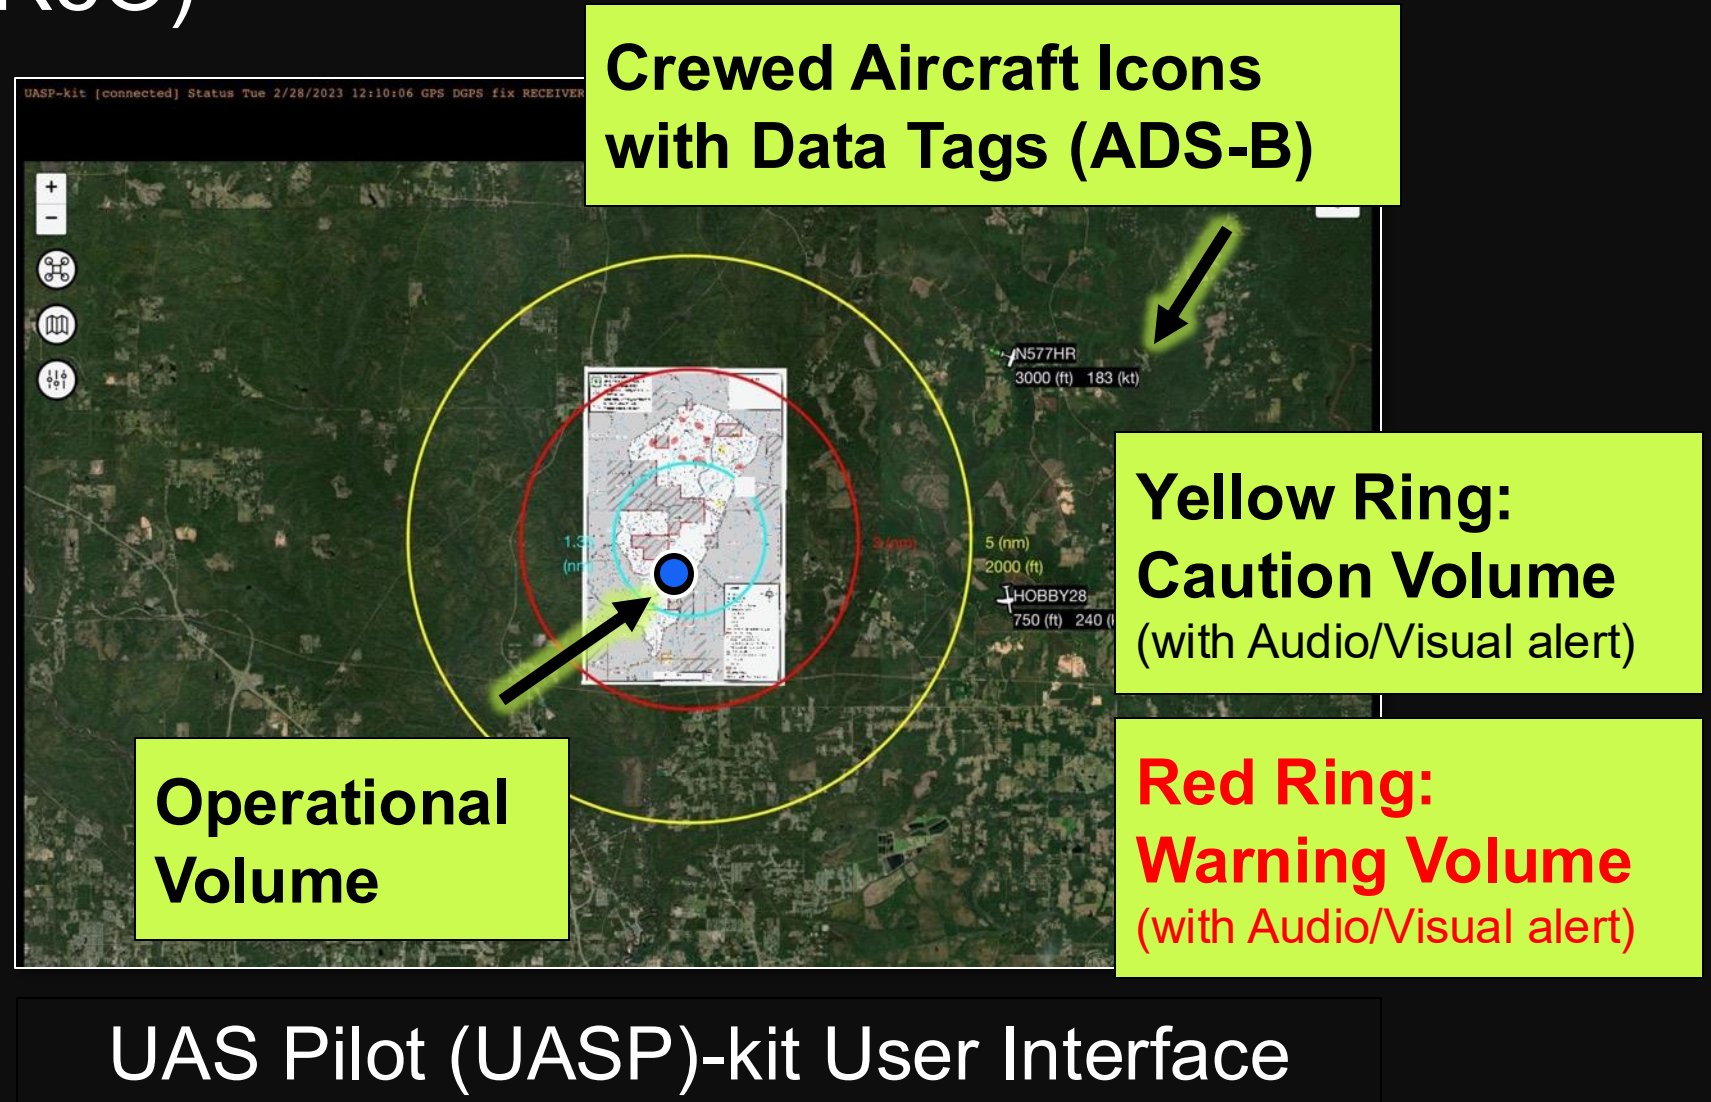 UASP-kit [connected] Status Tue 2/28/2023 12:10:06 GPS DGPS fix RECEIVER
Crewed Aircraft Icons
with Data Tags (ADS-B)
+
−
N577HR
3000 (ft) 183 (kt)
Yellow Ring:
Caution Volume
(with Audio/Visual alert)
(nm)
3 (nm)
5 (nm)
2000 (ft)
HOBBY28
750 (ft) 240
Operational
Volume
Red Ring:
Warning Volume
(with Audio/Visual alert)
UAS Pilot (UASP)-kit User Interface